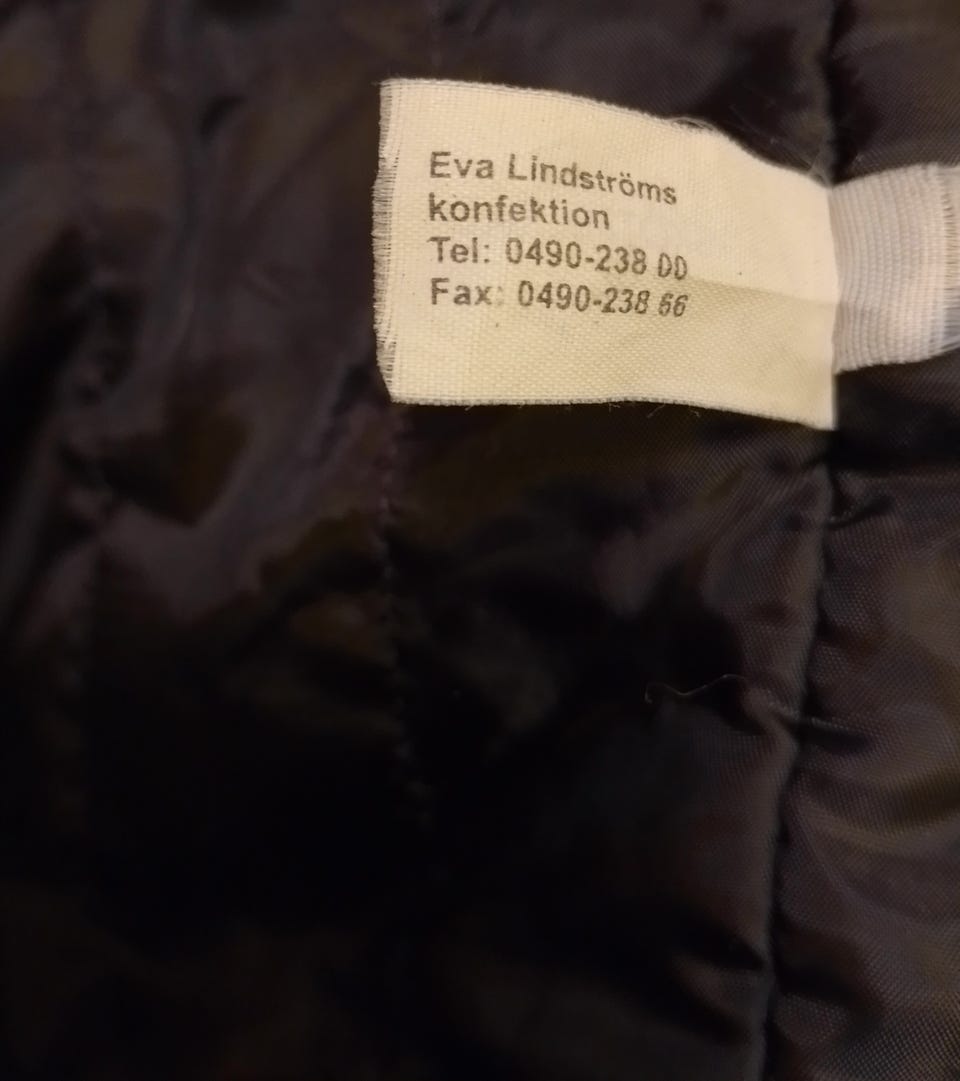 Eva Lindströms
konfektion
Tel: 0490-238 00
Fax: 0490-238 66